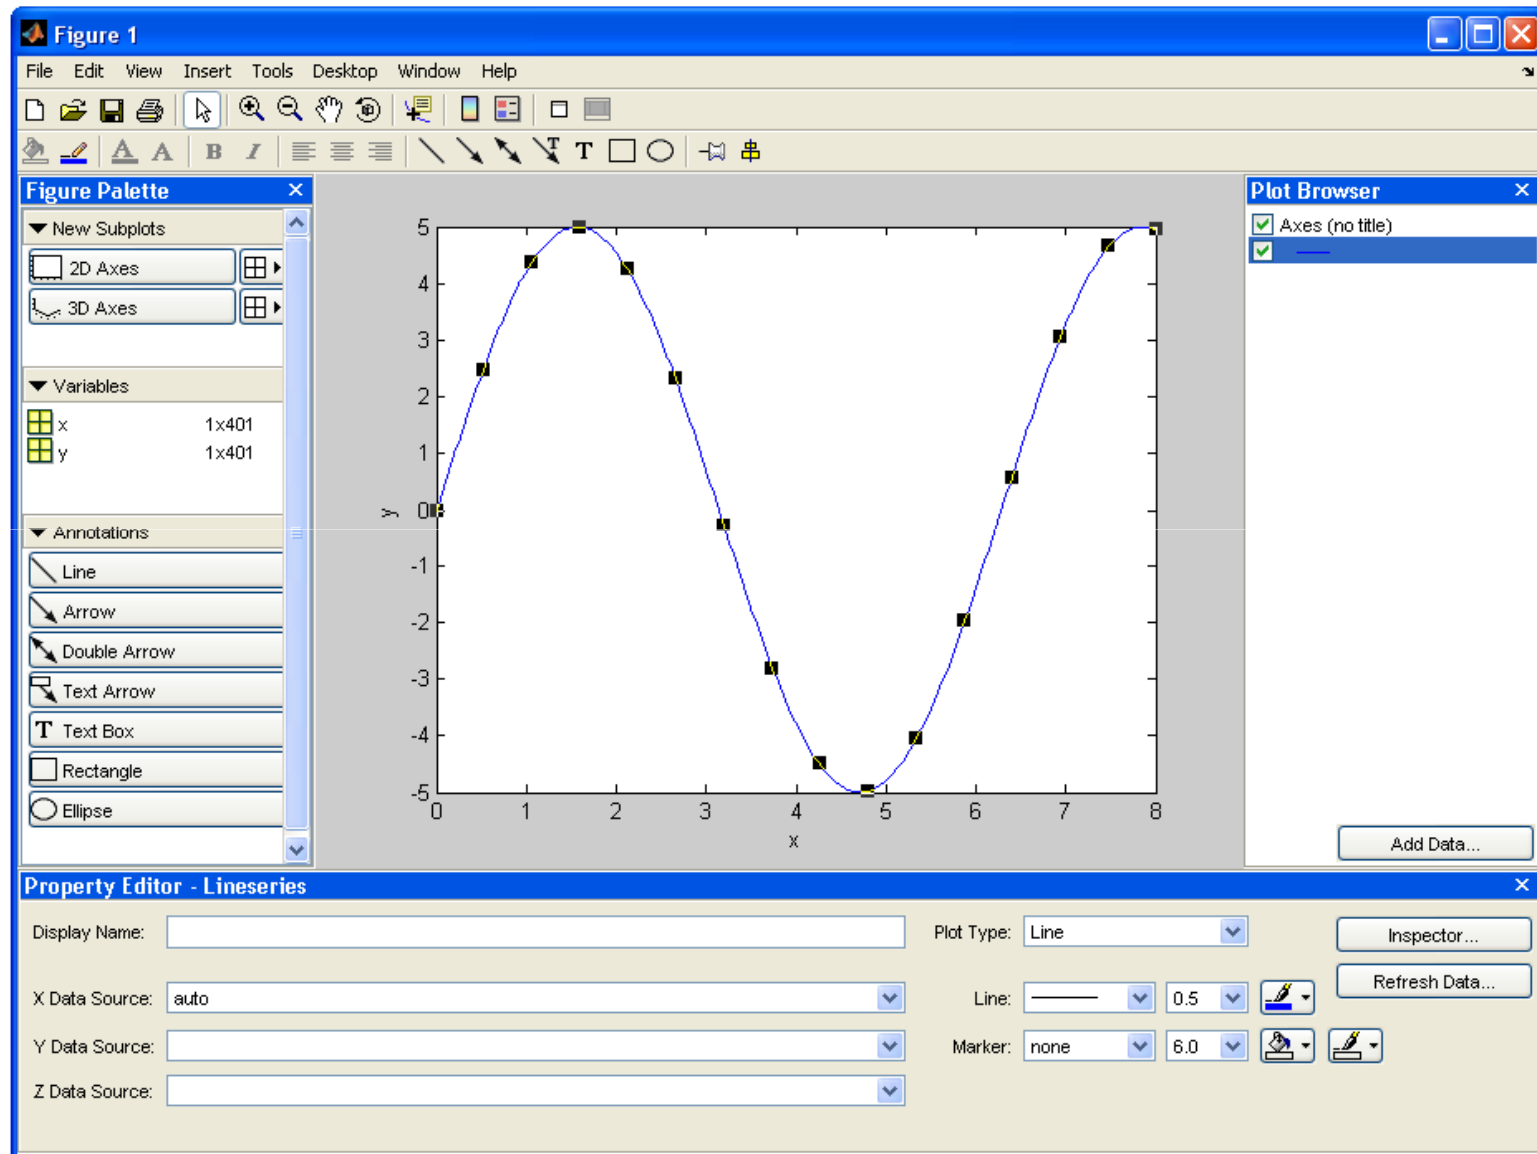 Figure 1
File Edit View Insert Tools Desktop Window Help
A A B I T T
Figure Palette
New Subplots
2D Axes
3D Axes
Variables
x 1x401
y 1x401
Annotations
Line
Arrow
Double Arrow
Text Arrow
T Text Box
Rectangle
Ellipse
5
4
3
2
1
0
-1
-2
-3
-4
-5
y
0 1 2 3 4 5 6 7 8
x
Plot Browser
Axes (no title)
Add Data...
Property Editor - Lineseries
Display Name: Plot Type: Line Inspector...
Refresh Data...
X Data Source: auto Line: 0.5
Y Data Source: Marker: none 6.0
Z Data Source: